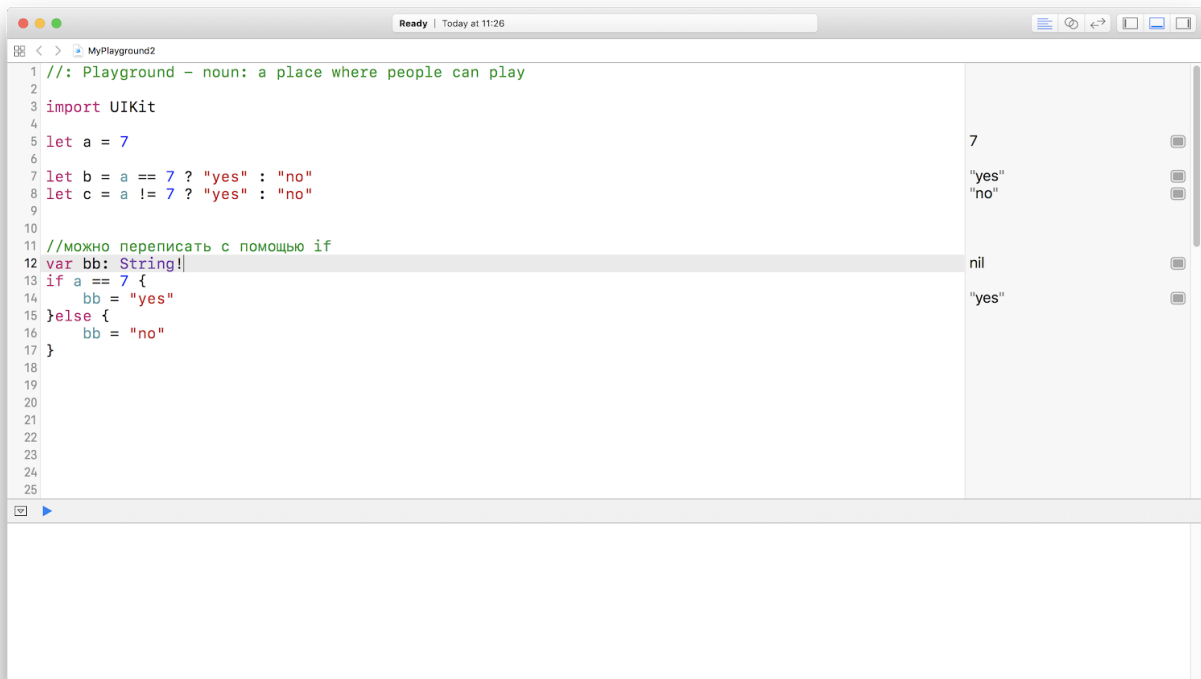 Ready | Today at 11:26
MyPlayground2
1 //: Playground – noun: a place where people can play
2
3 import UIKit
4
5 let a = 7 7
6
7 let b = a == 7 ? "yes" : "no" "yes"
8 let c = a != 7 ? "yes" : "no" "no"
9
10
11 //можно переписать с помощью if
12 var bb: String! nil
13 if a == 7 {
14 bb = "yes" "yes"
15 }else {
16 bb = "no"
17 }
18
19
20
21
22
23
24
25